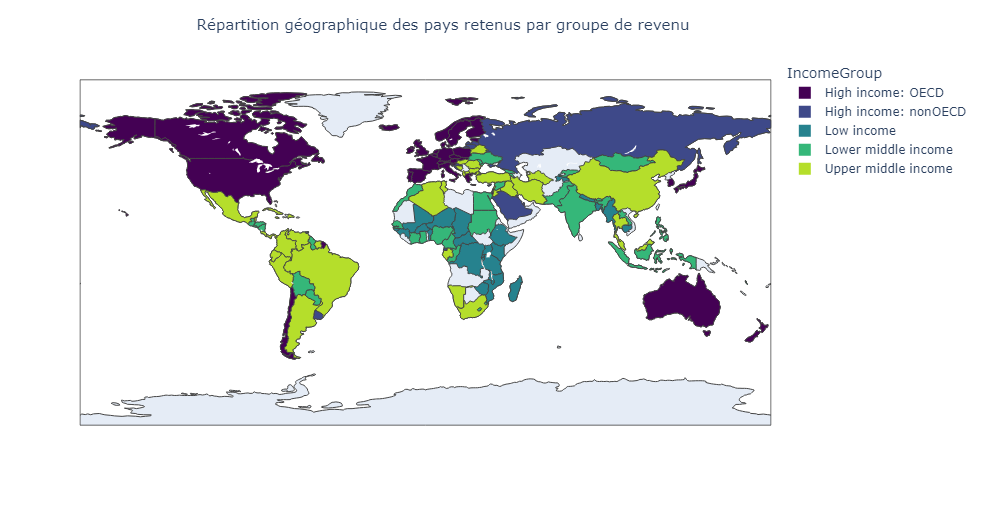 Répartition géographique des pays retenus par groupe de revenu
IncomeGroup
High income: OECD
High income: nonOECD
Low income
Lower middle income
Upper middle income